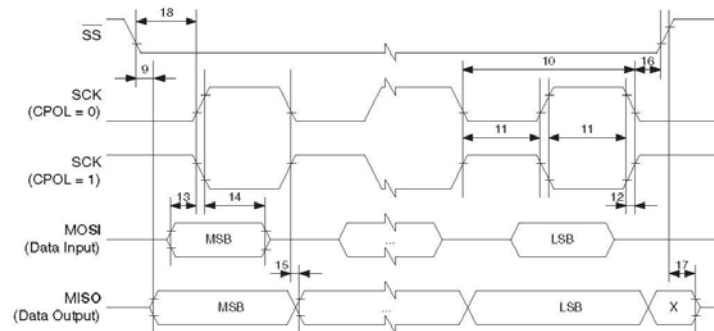 18
SS
10
16
9
SCK
(CPOL = 0)
11
11
SCK
(CPOL = 1)
13
14
12
MOSI
(Data Input)
MSB
...
LSB
15
17
MISO
(Data Output)
MSB
...
LSB
X